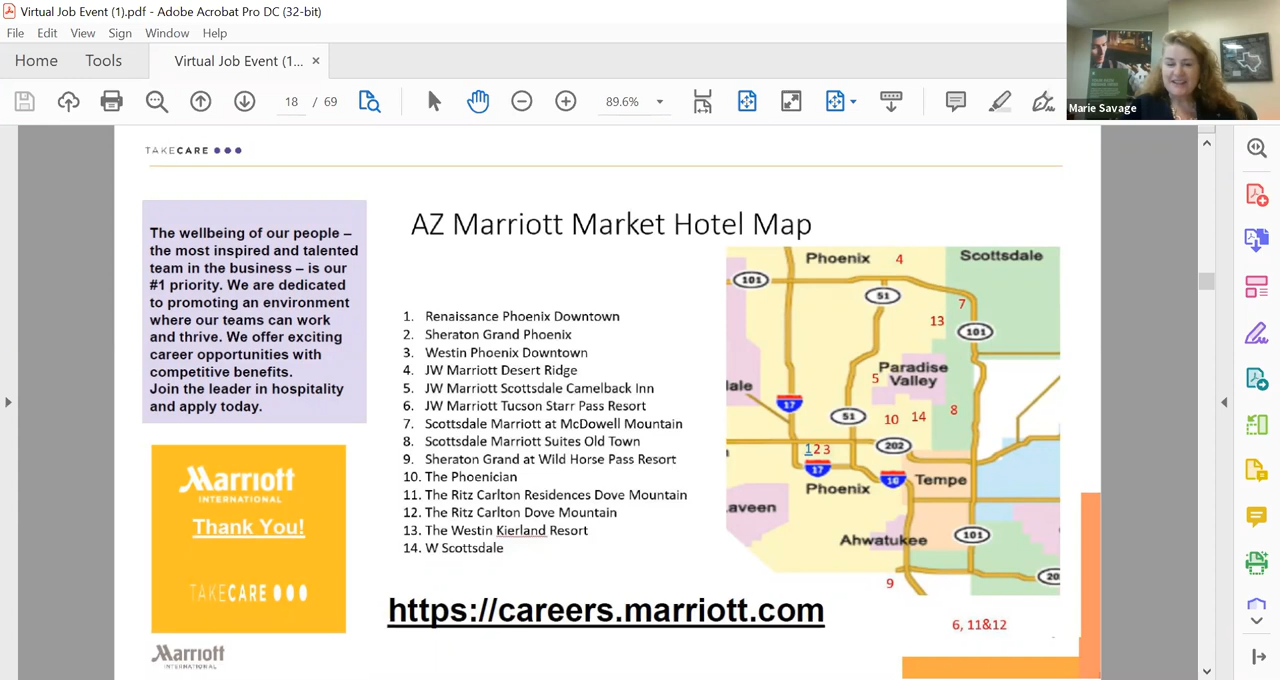 Virtual Job Event (1).pdf - Adobe Acrobat Pro DC (32-bit)
File Edit View Sign Window Help
Home Tools Virtual Job Event (1... ×
18 / 69 89.6%
Marie Savage
TAKECARE
The wellbeing of our people –
the most inspired and talented
team in the business – is our
#1 priority. We are dedicated
to promoting an environment
where our teams can work
and thrive. We offer exciting
career opportunities with
competitive benefits.
Join the leader in hospitality
and apply today.
Marriott
INTERNATIONAL
Thank You!
TAKECARE
Marriott
INTERNATIONAL
AZ Marriott Market Hotel Map
1. Renaissance Phoenix Downtown
2. Sheraton Grand Phoenix
3. Westin Phoenix Downtown
4. JW Marriott Desert Ridge
5. JW Marriott Scottsdale Camelback Inn
6. JW Marriott Tucson Starr Pass Resort
7. Scottsdale Marriott at McDowell Mountain
8. Scottsdale Marriott Suites Old Town
9. Sheraton Grand at Wild Horse Pass Resort
10. The Phoenician
11. The Ritz Carlton Residences Dove Mountain
12. The Ritz Carlton Dove Mountain
13. The Westin Kierland Resort
14. W Scottsdale
https://careers.marriott.com
Phoenix 4 Scottsdale
101
51
7
13
101
Paradise
5 Valley
ale
17
51
10 14 8
202
1 2 3
17
10
Phoenix Tempe
aveen
Ahwatukee 101
9
20
6, 11&12